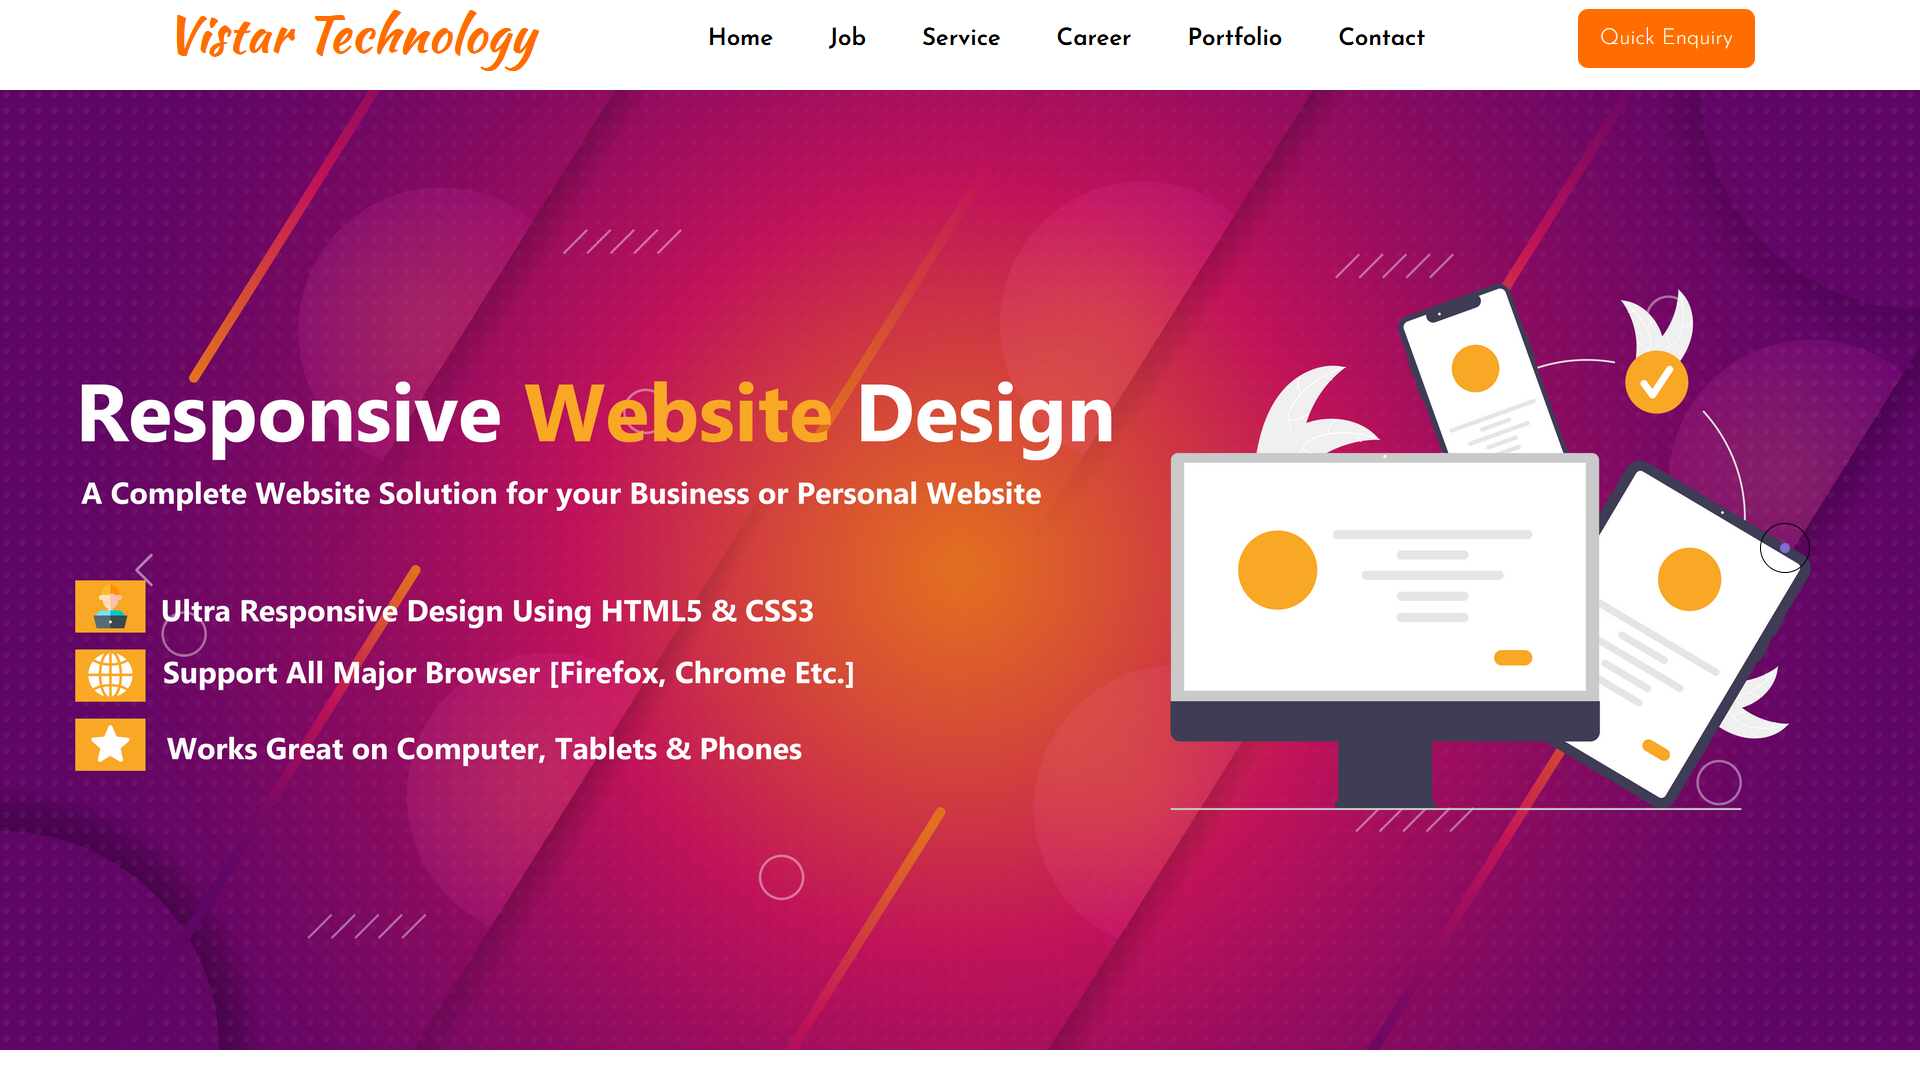 Vistar Technology
Home Job Service Career Portfolio Contact
Quick Enquiry
Responsive Website Design
A Complete Website Solution for your Business or Personal Website
Ultra Responsive Design Using HTML5 & CSS3
Support All Major Browser [Firefox, Chrome Etc.]
Works Great on Computer, Tablets & Phones